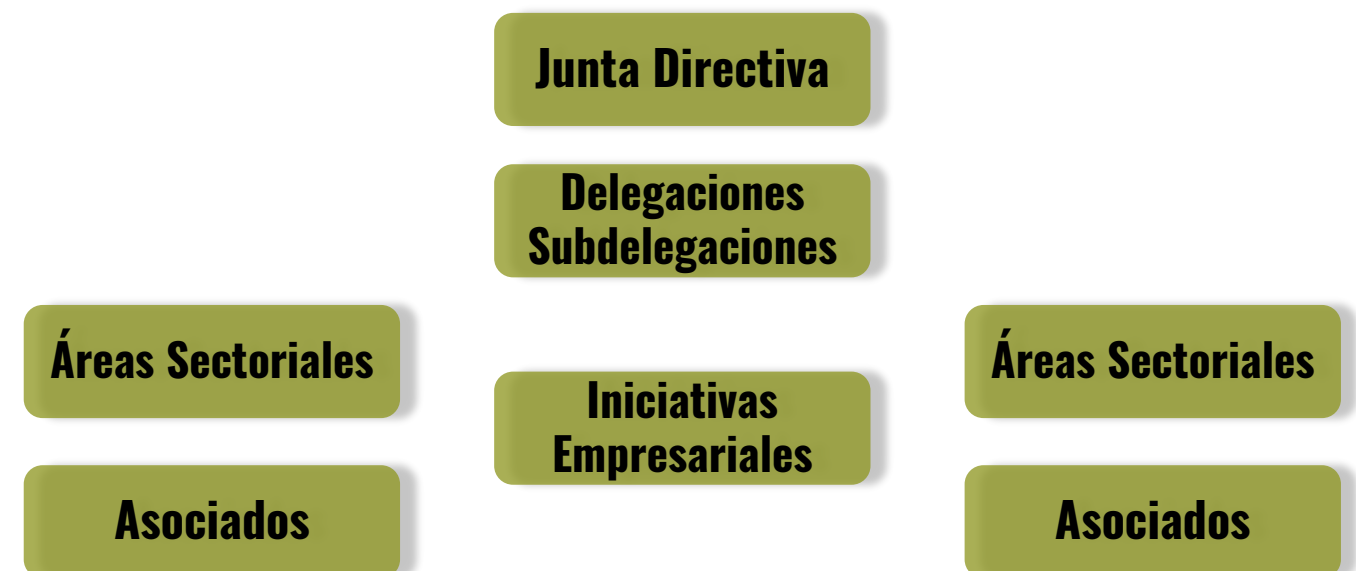 Junta Directiva
Delegaciones
Subdelegaciones
Áreas Sectoriales
Áreas Sectoriales
Iniciativas
Empresariales
Asociados
Asociados